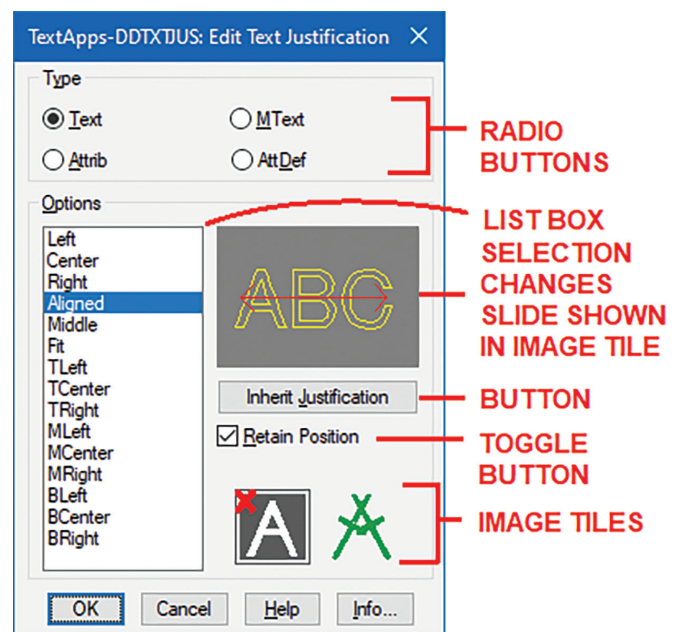 TextApps-DDTXTJUS: Edit Text Justification
Type
Text
MText
Attrib
AttDef
RADIO
BUTTONS
Options
Left
Center
Right
Aligned
Middle
Fit
TLeft
TCenter
TRight
MLeft
MCenter
MRight
BLeft
BCenter
BRight
ABC
LIST BOX
SELECTION
CHANGES
SLIDE SHOWN
IN IMAGE TILE
Inherit Justification
BUTTON
Retain Position
TOGGLE
BUTTON
A
A
IMAGE TILES
OK
Cancel
Help
Info...